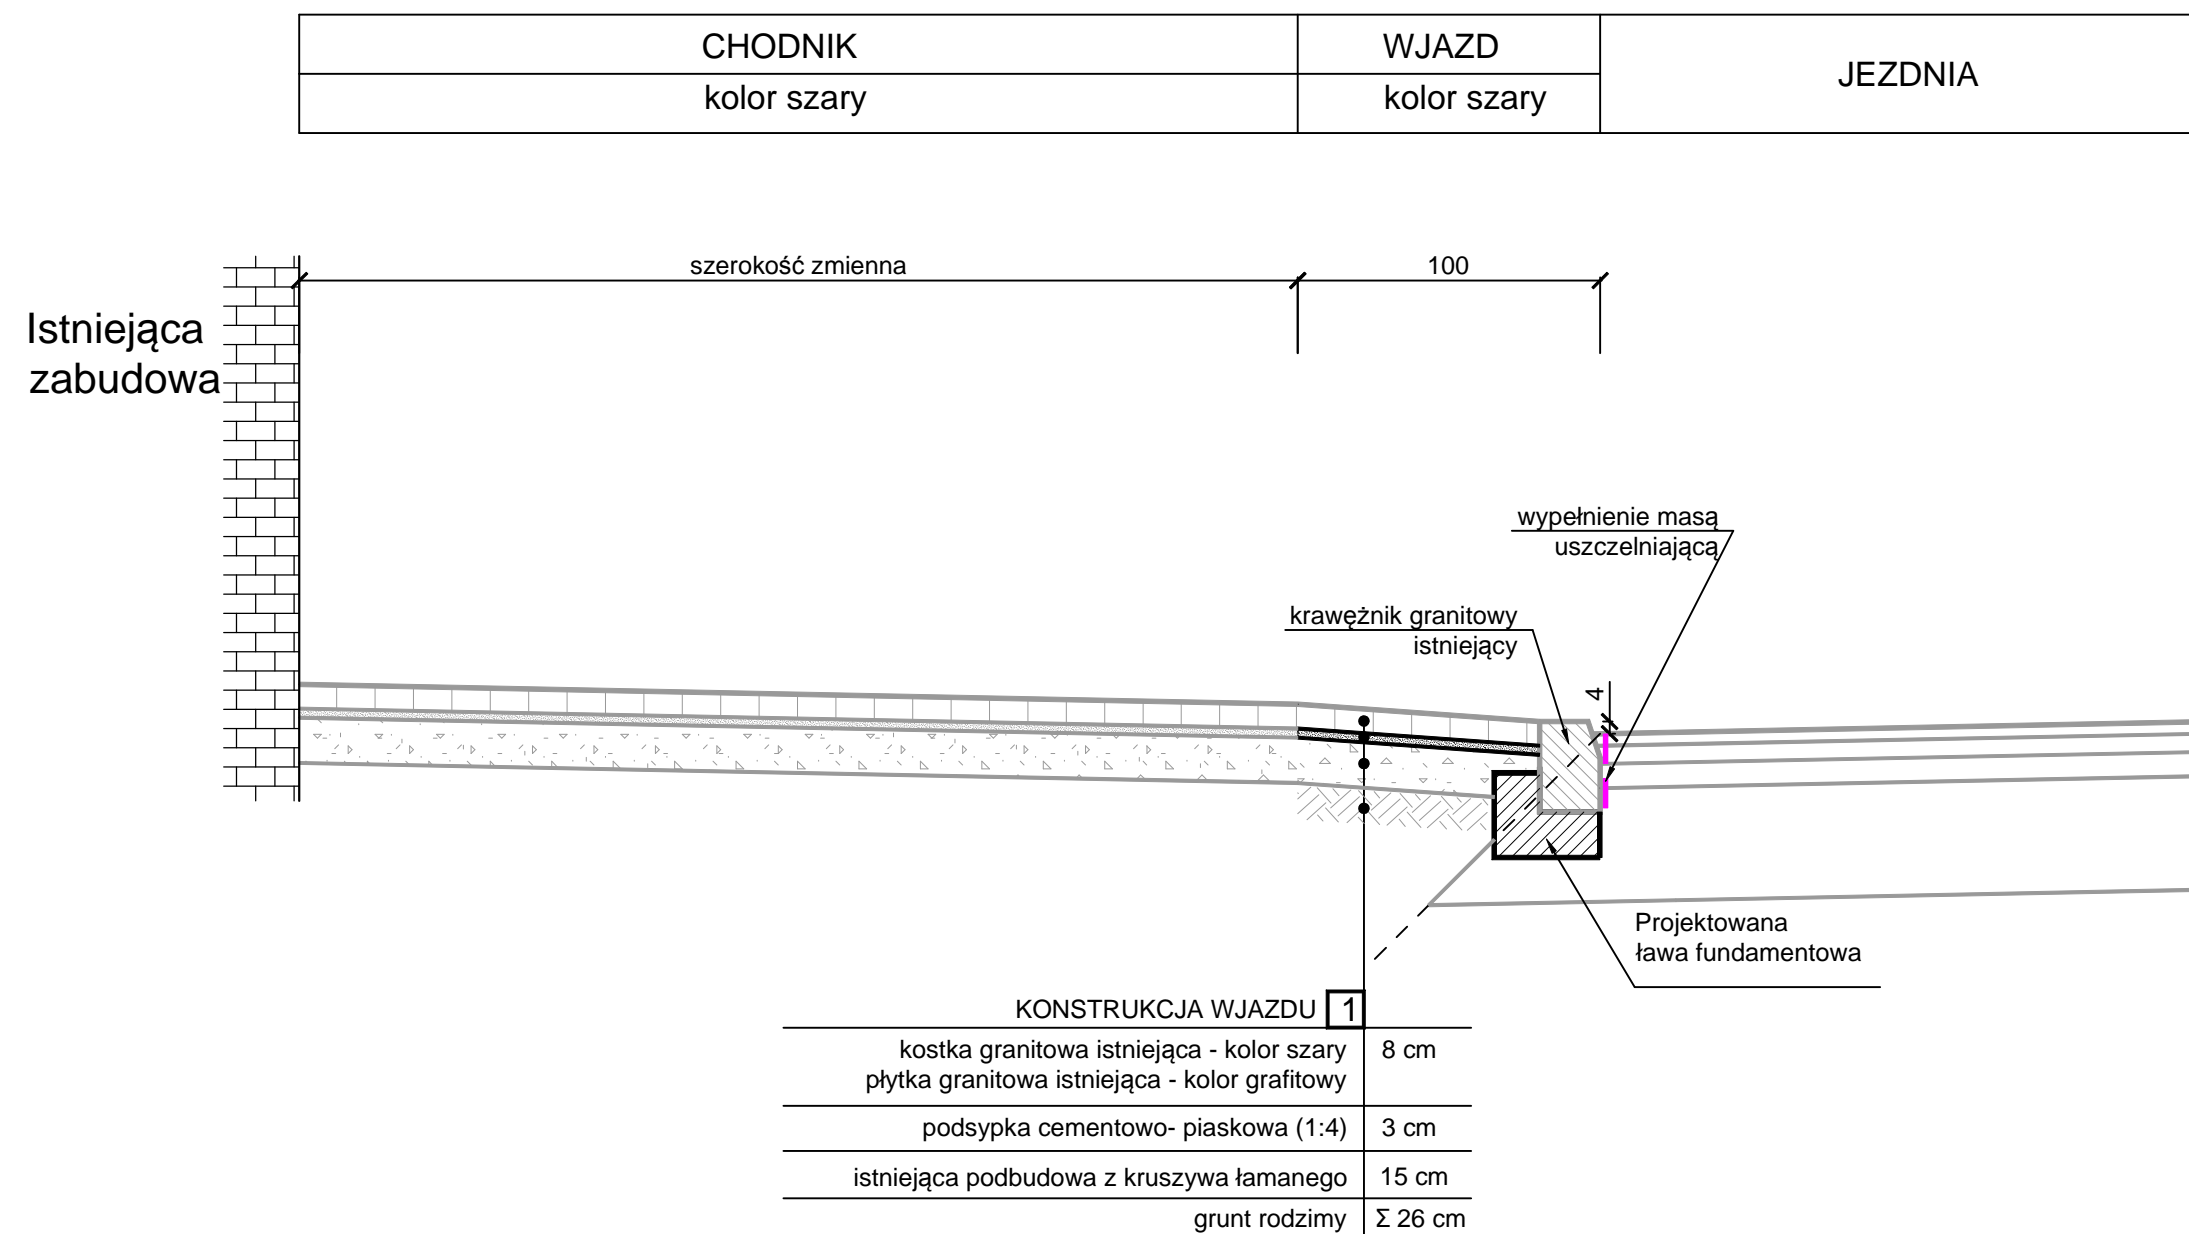 CHODNIK
WJAZD
JEZDNIA
kolor szary
kolor szary
szerokość zmienna
100
Istniejąca
zabudowa
wypełnienie masą
uszczelniającą
krawężnik granitowy
istniejący
4
Projektowana
ława fundamentowa
KONSTRUKCJA WJAZDU 1
kostka granitowa istniejąca - kolor szary 8 cm
płytka granitowa istniejąca - kolor grafitowy
podsypka cementowo- piaskowa (1:4) 3 cm
istniejąca podbudowa z kruszywa łamanego 15 cm
grunt rodzimy Σ 26 cm